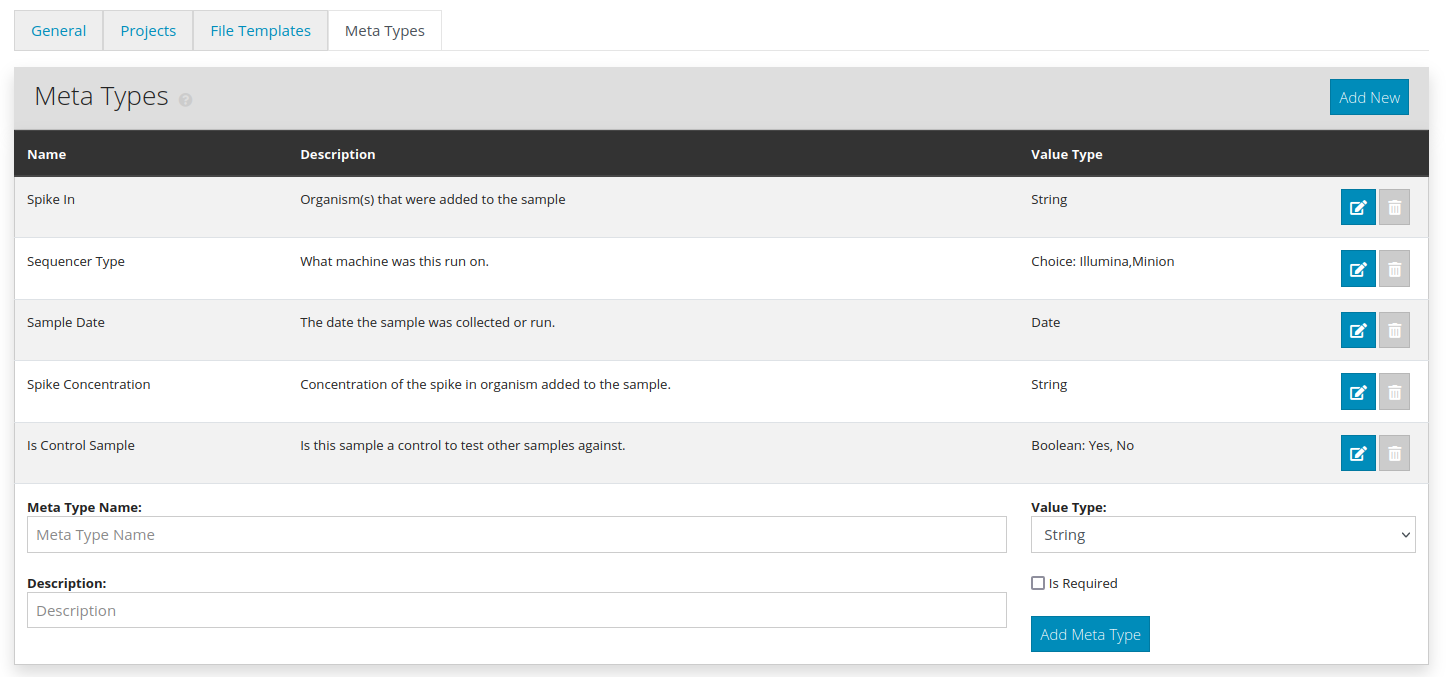 General Projects File Templates Meta Types
Meta Types ?
Add New
Name Description Value Type
Spike In Organism(s) that were added to the sample String
Sequencer Type What machine was this run on. Choice: Illumina,Minion
Sample Date The date the sample was collected or run. Date
Spike Concentration Concentration of the spike in organism added to the sample. String
Is Control Sample Is this sample a control to test other samples against. Boolean: Yes, No
Meta Type Name: Value Type:
Meta Type Name String
Description: Is Required
Description
Add Meta Type